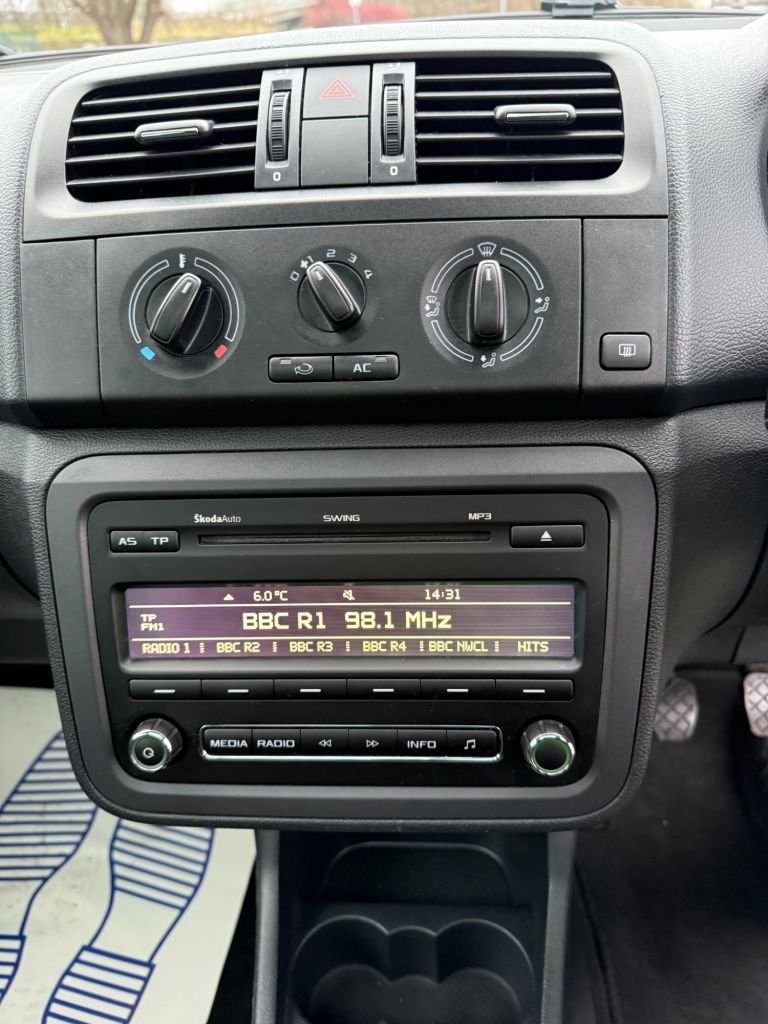 0 0
0 1 2 3 4
AC
ŠkodaAuto SWING MP3
AS TP
6.0°C 14:31
TP
FM1
BBC R1 98.1 MHz
RADIO 1 BBC R2 BBC R3 BBC R4 BBC NWCL HITS
MEDIA RADIO INFO